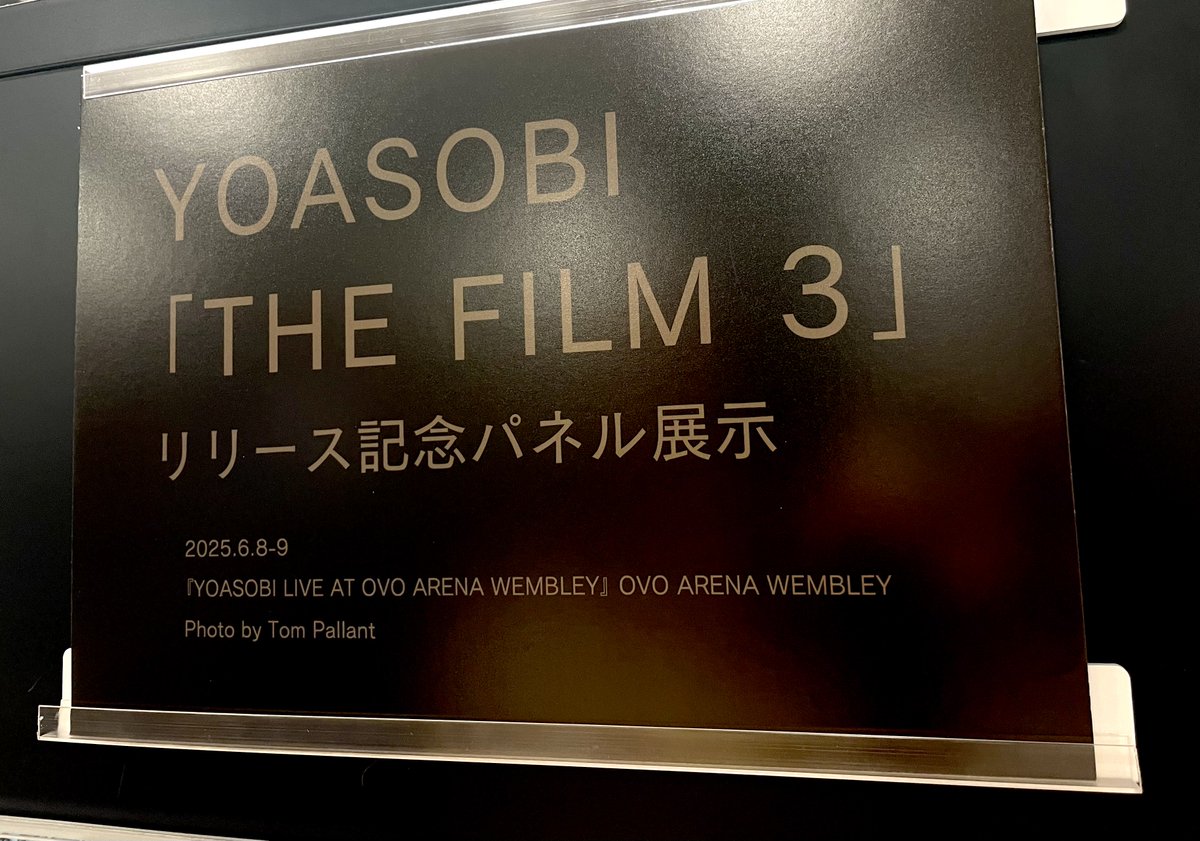 YOASOBI
「THE FILM 3」
リリース記念パネル展示
2025.6.8-9
『YOASOBI LIVE AT OVO ARENA WEMBLEY』 OVO ARENA WEMBLEY
Photo by Tom Pallant